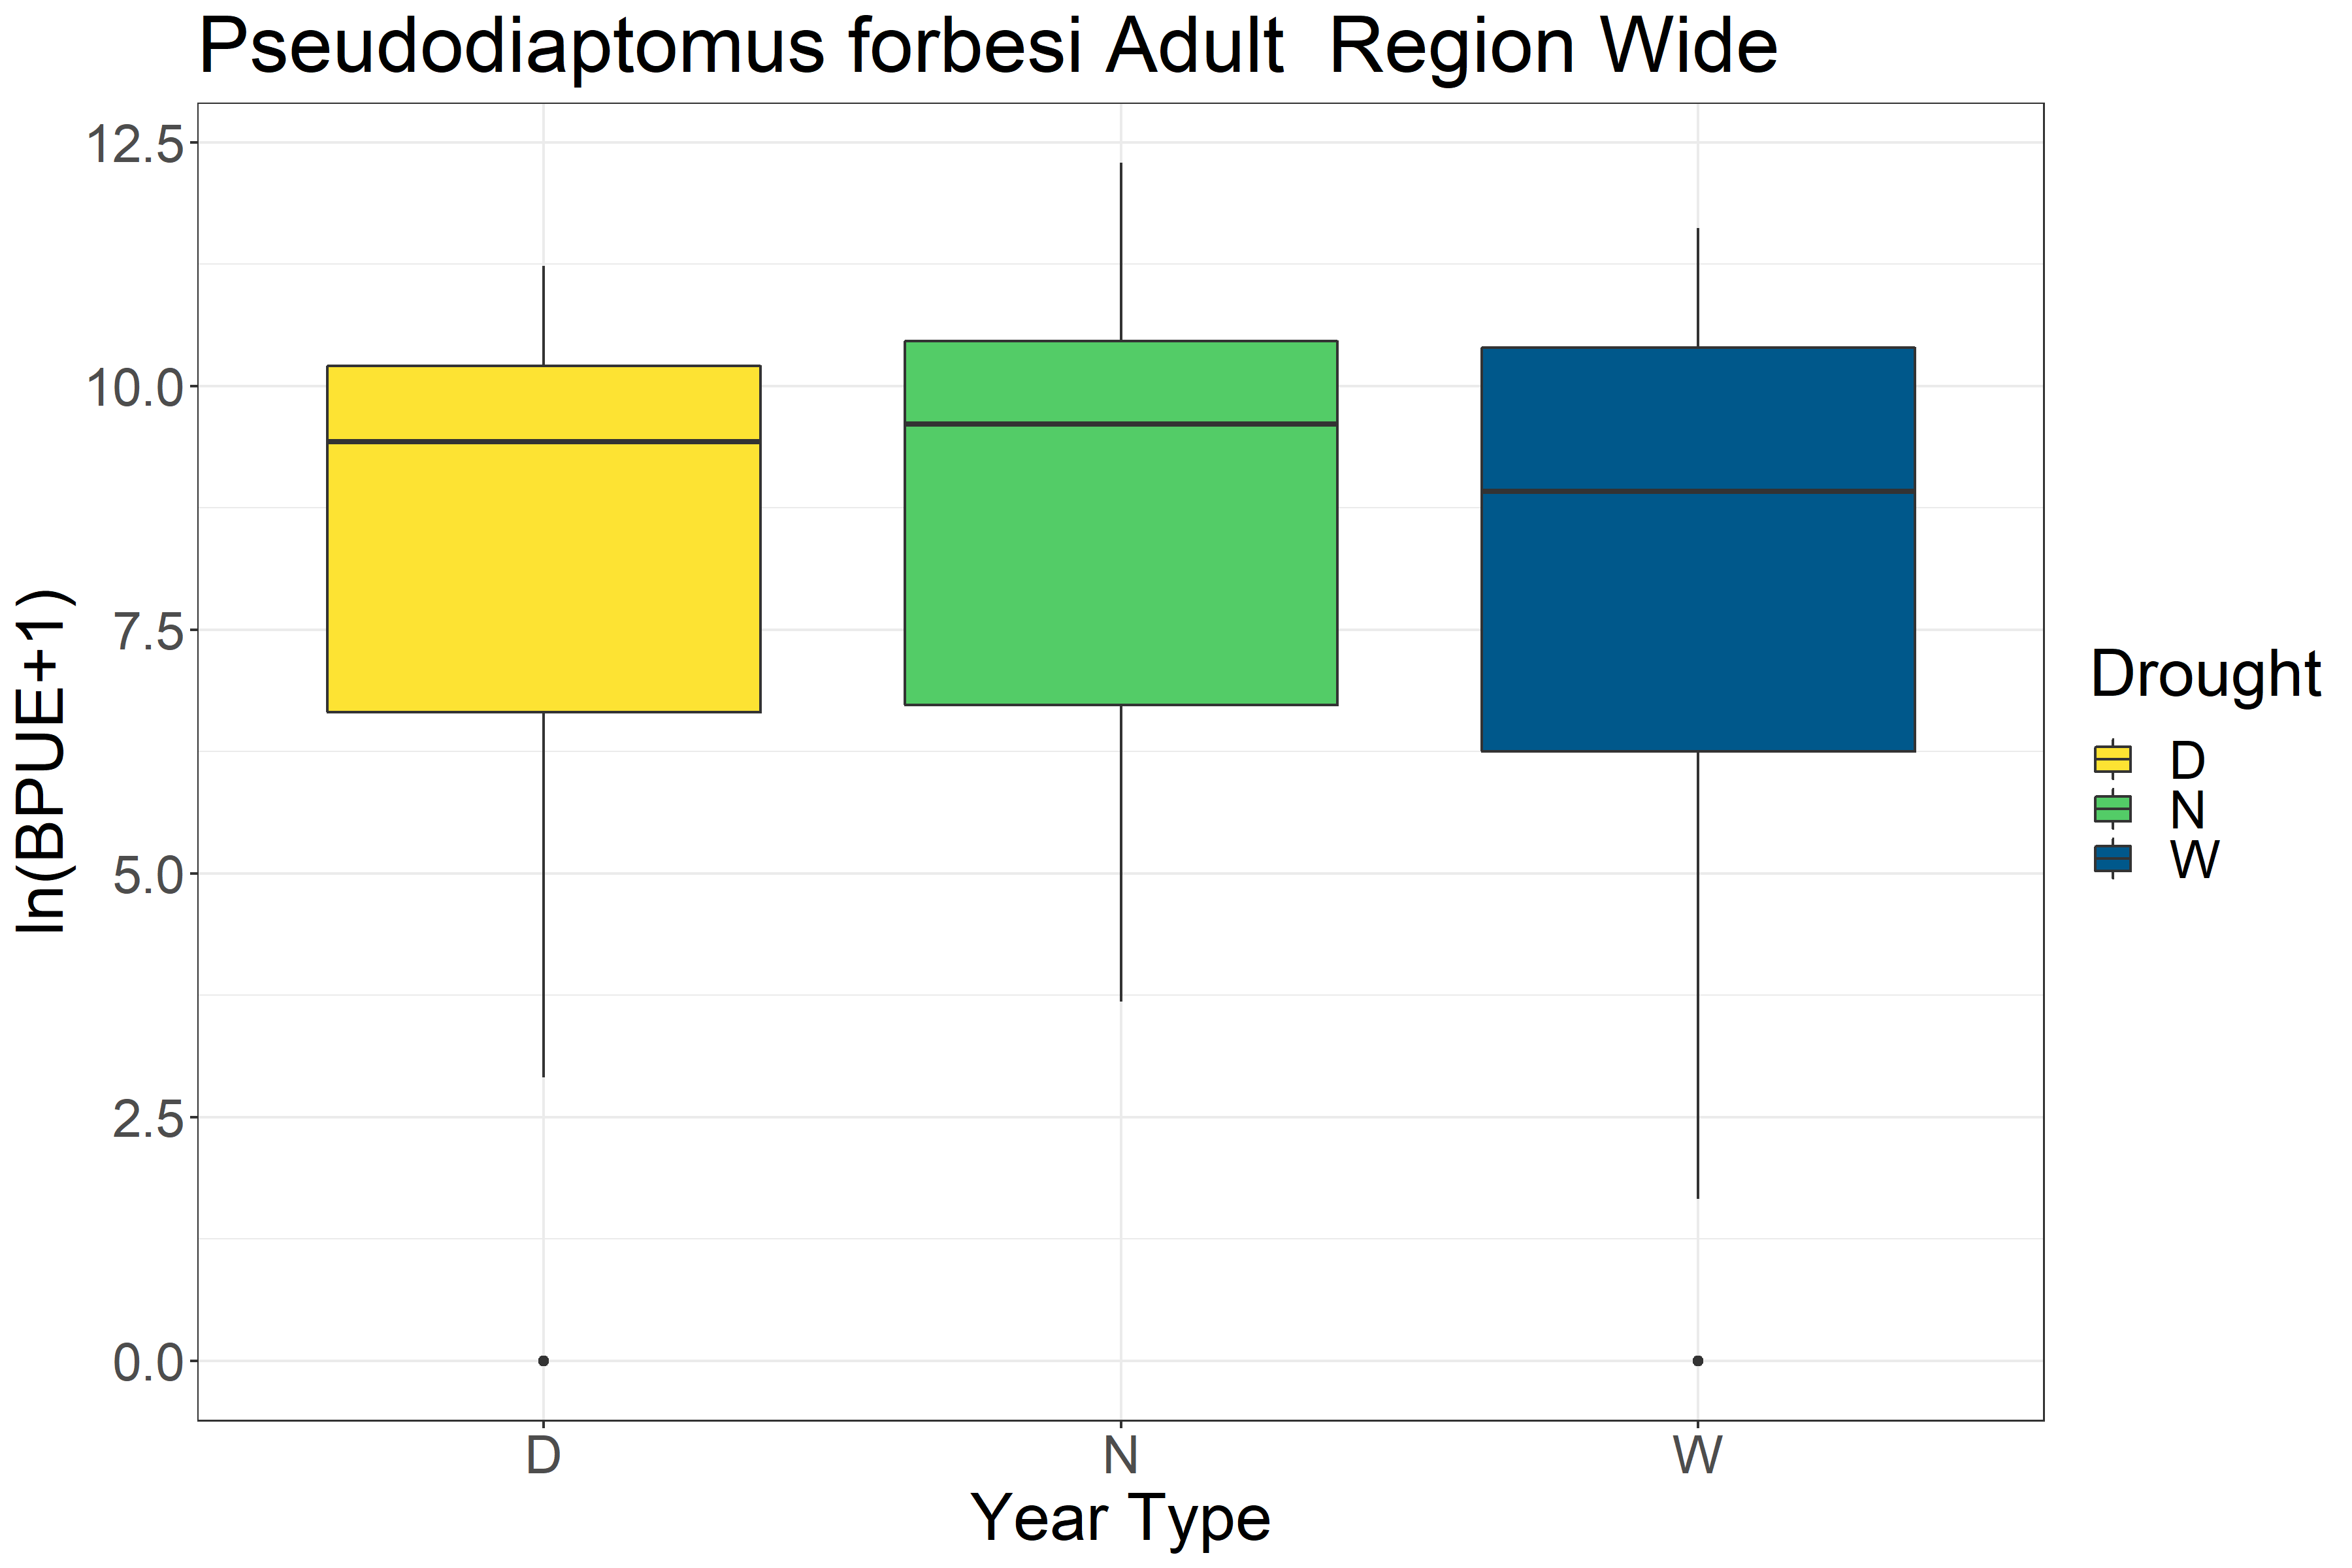 Pseudodiaptomus forbesi Adult  Region Wide
12.5
10.0
7.5
5.0
2.5
0.0
ln(BPUE+1)
D
N
W
Year Type
Drought
D
N
W